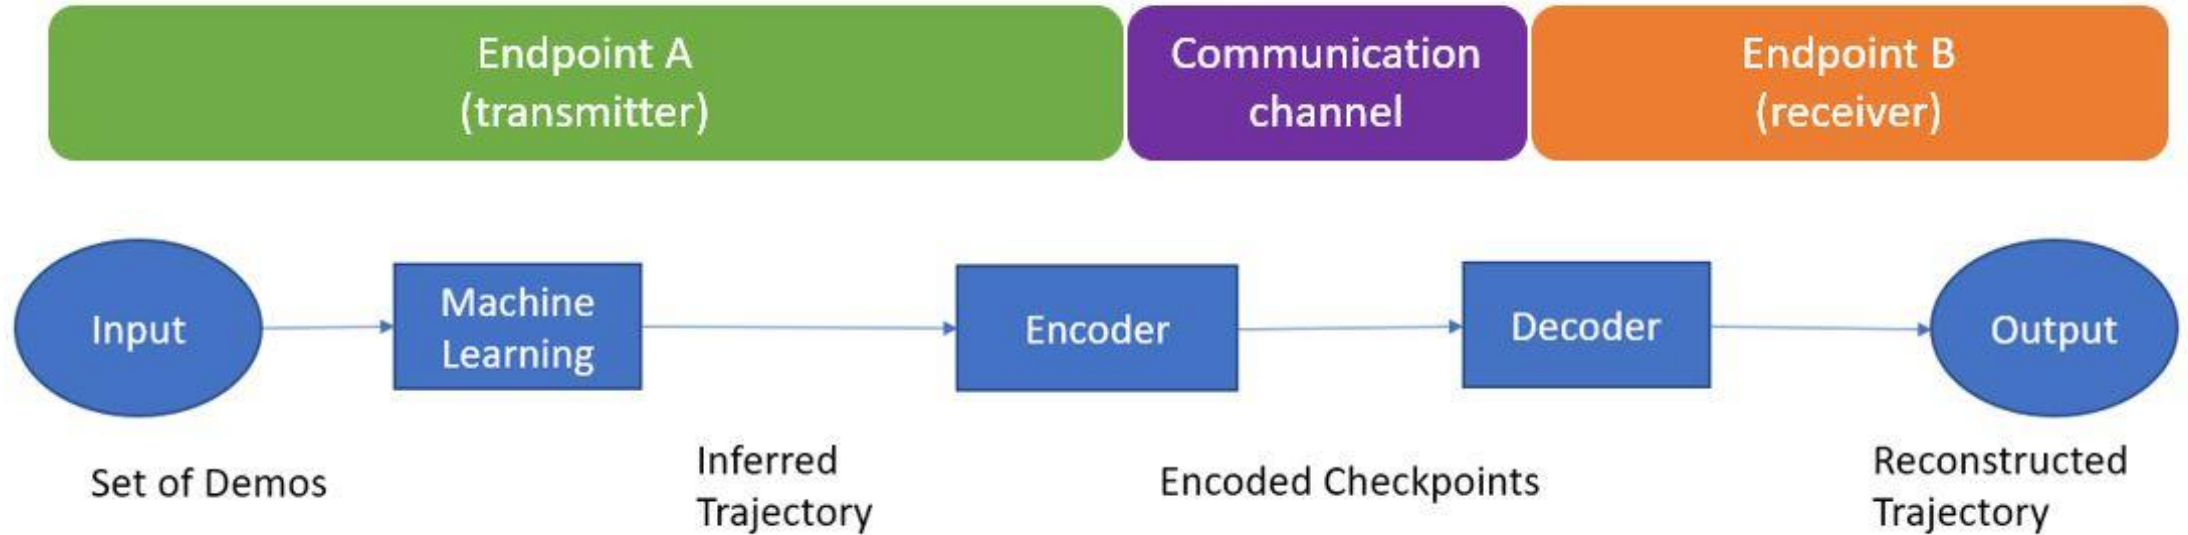 Endpoint A
(transmitter)
Communication
channel
Endpoint B
(receiver)
Input
Machine
Learning
Encoder
Decoder
Output
Set of Demos
Inferred
Trajectory
Encoded Checkpoints
Reconstructed
Trajectory